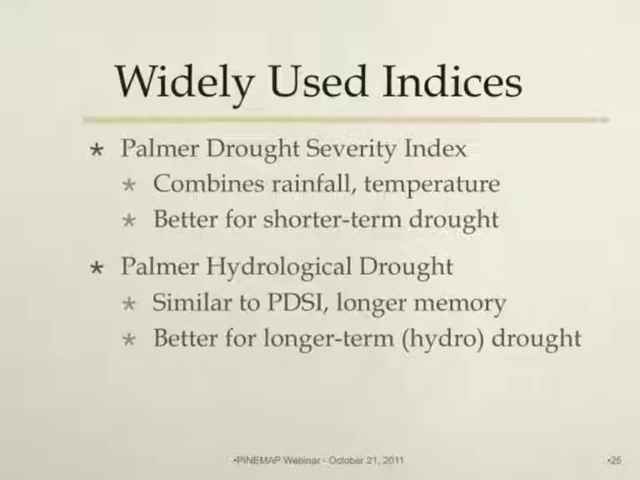 Widely Used Indices
* Palmer Drought Severity Index
* Combines rainfall, temperature
* Better for shorter-term drought
* Palmer Hydrological Drought
* Similar to PDSI, longer memory
* Better for longer-term (hydro) drought
•PINEMAP Webinar - October 21, 2011
•25